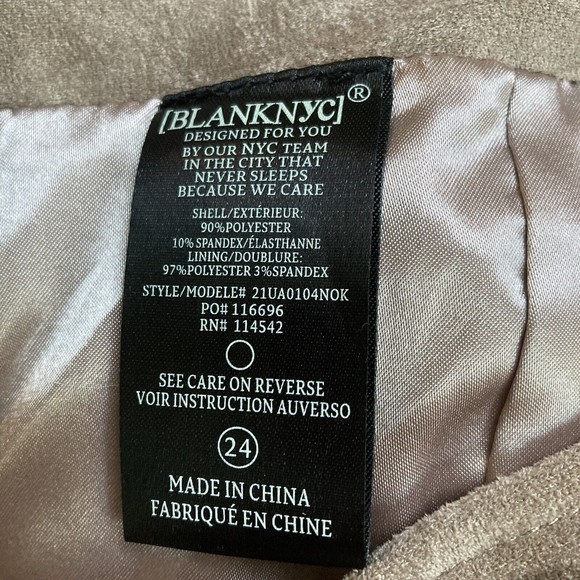 [BLANKNYC]®
DESIGNED FOR YOU
BY OUR NYC TEAM
IN THE CITY THAT
NEVER SLEEPS
BECAUSE WE CARE
SHELL/EXTÉRIEUR:
90%POLYESTER
10% SPANDEX/ÉLASTHANNE
LINING/DOUBLURE:
97%POLYESTER 3%SPANDEX
STYLE/MODELE# 21UA0104NOK
PO# 116696
RN# 114542
SEE CARE ON REVERSE
VOIR INSTRUCTION AUVERSO
24
MADE IN CHINA
FABRIQUÉ EN CHINE